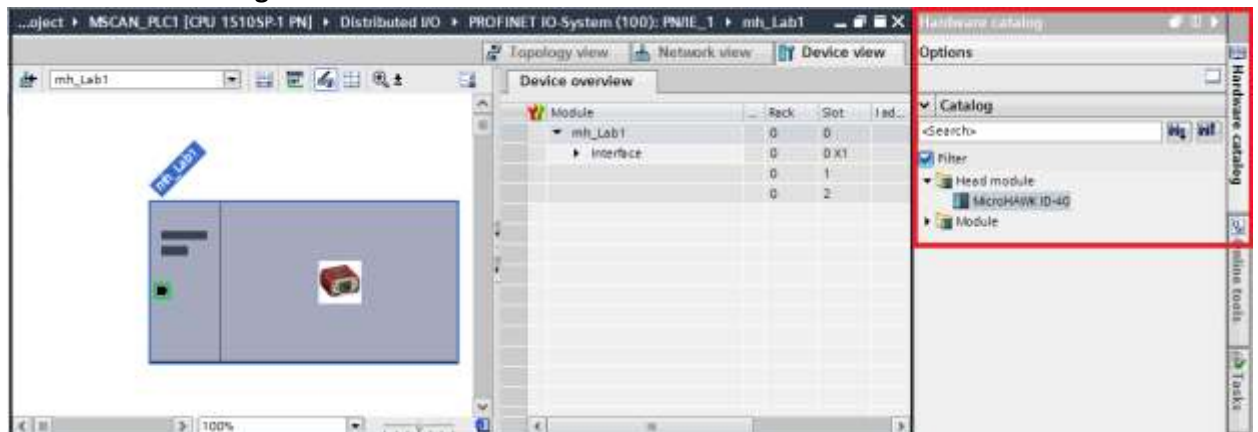 ...oject ▸ MSCAN_PLC1 [CPU 1510SP-1 PN] ▸ Distributed I/O ▸ PROFINET IO-System (100): PN/IE_1 ▸ mh_Lab1
Hardware catalog
Topology view
Network view
Device view
Options
mh_Lab1
Device overview
Module
...
Rack
Slot
I ad...
Catalog
mh_Lab1
0
0
<Search>
Interface
0
0 X1
Filter
0
1
Head module
0
2
MicroHAWK ID-40
Module
mh_Lab1
100%
Hardware catalog
Online tools
Tasks